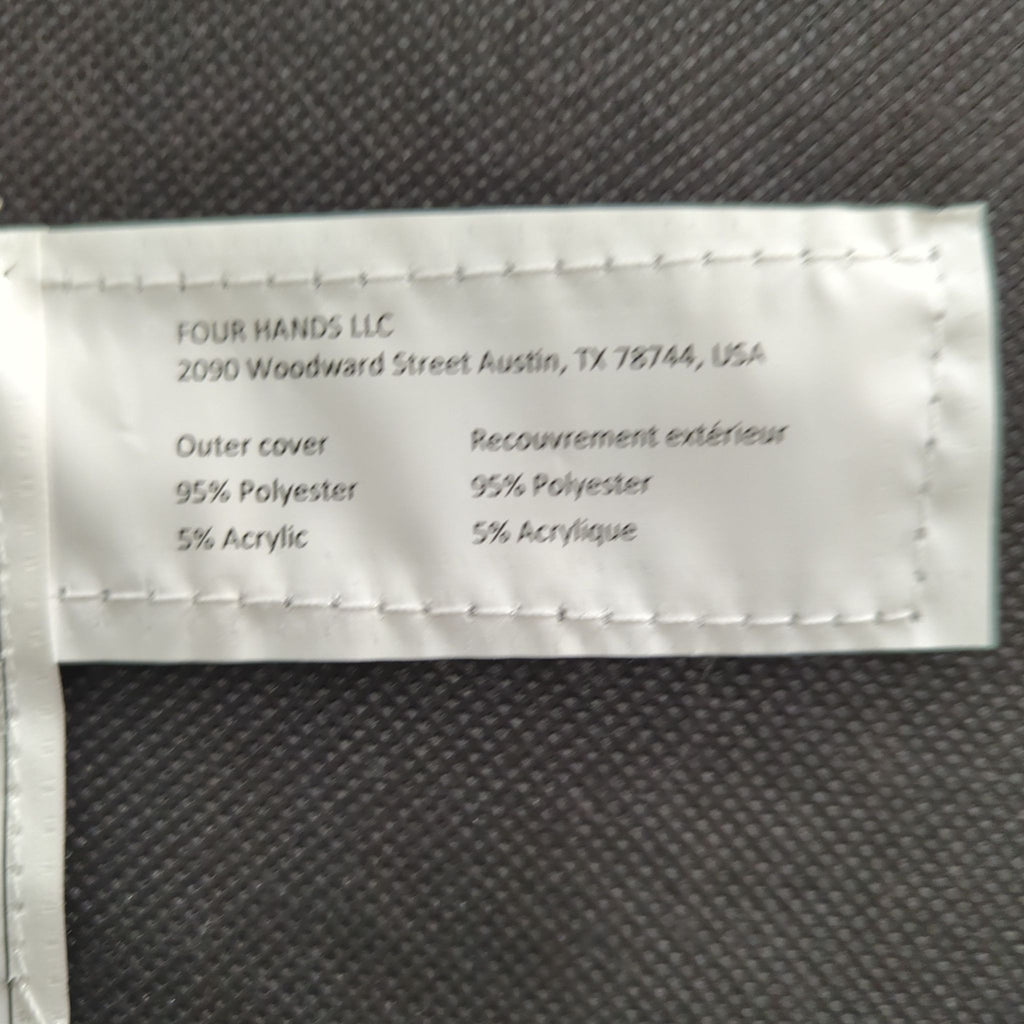 FOUR HANDS LLC
2090 Woodward Street Austin, TX 78744, USA
Outer cover
95% Polyester
5% Acrylic
Recouvrement extérieur
95% Polyester
5% Acrylique